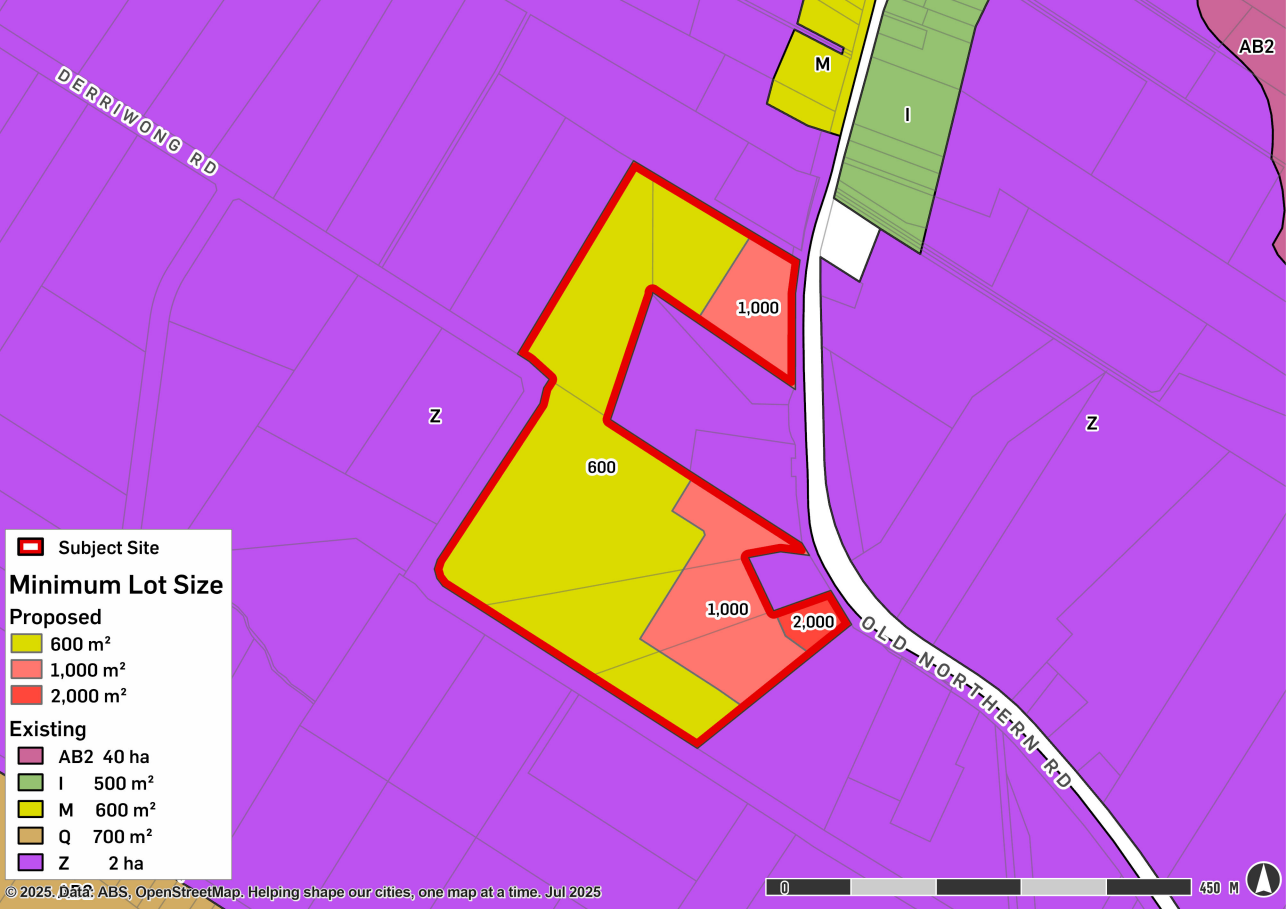 AB2
M
I
DERRIWONG RD
1,000
Z
Z
600
1,000
2,000
OLD NORTHERN RD
Subject Site
Minimum Lot Size
Proposed
600 m²
1,000 m²
2,000 m²
Existing
AB2 40 ha
I 500 m²
M 600 m²
Q 700 m²
Z 2 ha
© 2025. Data: ABS, OpenStreetMap. Helping shape our cities, one map at a time. Jul 2025
0 450 M